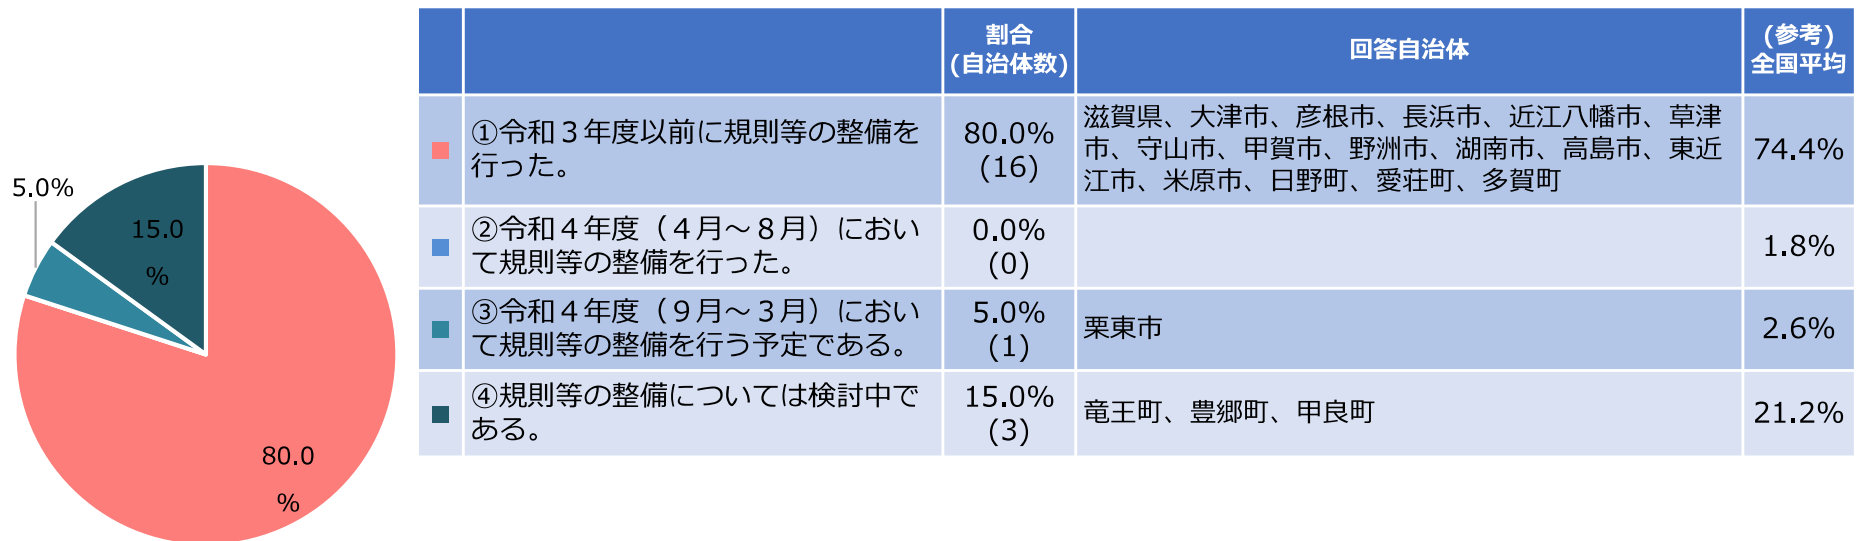 5.0%
15.0
%
80.0
%
割合
(自治体数)
回答自治体
(参考)
全国平均
①令和３年度以前に規則等の整備を
行った。
80.0%
(16)
滋賀県、大津市、彦根市、長浜市、近江八幡市、草津
市、守山市、甲賀市、野洲市、湖南市、高島市、東近
江市、米原市、日野町、愛荘町、多賀町
74.4%
②令和４年度（４月～８月）におい
て規則等の整備を行った。
0.0%
(0)
1.8%
③令和４年度（９月～３月）におい
て規則等の整備を行う予定である。
5.0%
(1)
栗東市
2.6%
④規則等の整備については検討中で
ある。
15.0%
(3)
竜王町、豊郷町、甲良町
21.2%